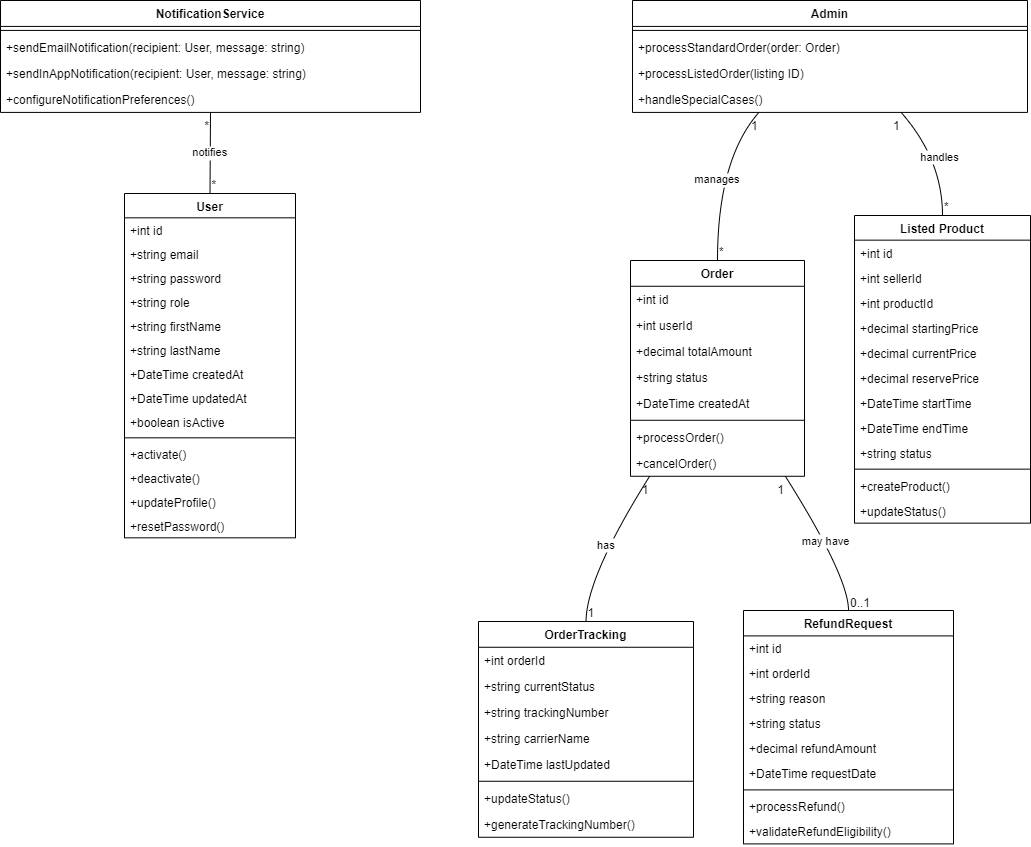 NotificationService
+sendEmailNotification(recipient: User, message: string)
+sendInAppNotification(recipient: User, message: string)
+configureNotificationPreferences()
*
notifies
*
User
+int id
+string email
+string password
+string role
+string firstName
+string lastName
+DateTime createdAt
+DateTime updatedAt
+boolean isActive
+activate()
+deactivate()
+updateProfile()
+resetPassword()
Admin
+processStandardOrder(order: Order)
+processListedOrder(listing ID)
+handleSpecialCases()
1
manages
*
1
handles
*
Order
+int id
+int userId
+decimal totalAmount
+string status
+DateTime createdAt
+processOrder()
+cancelOrder()
Listed Product
+int id
+int sellerId
+int productId
+decimal startingPrice
+decimal currentPrice
+decimal reservePrice
+DateTime startTime
+DateTime endTime
+string status
+createProduct()
+updateStatus()
1
has
1
1
may have
0..1
OrderTracking
+int orderId
+string currentStatus
+string trackingNumber
+string carrierName
+DateTime lastUpdated
+updateStatus()
+generateTrackingNumber()
RefundRequest
+int id
+int orderId
+string reason
+string status
+decimal refundAmount
+DateTime requestDate
+processRefund()
+validateRefundEligibility()